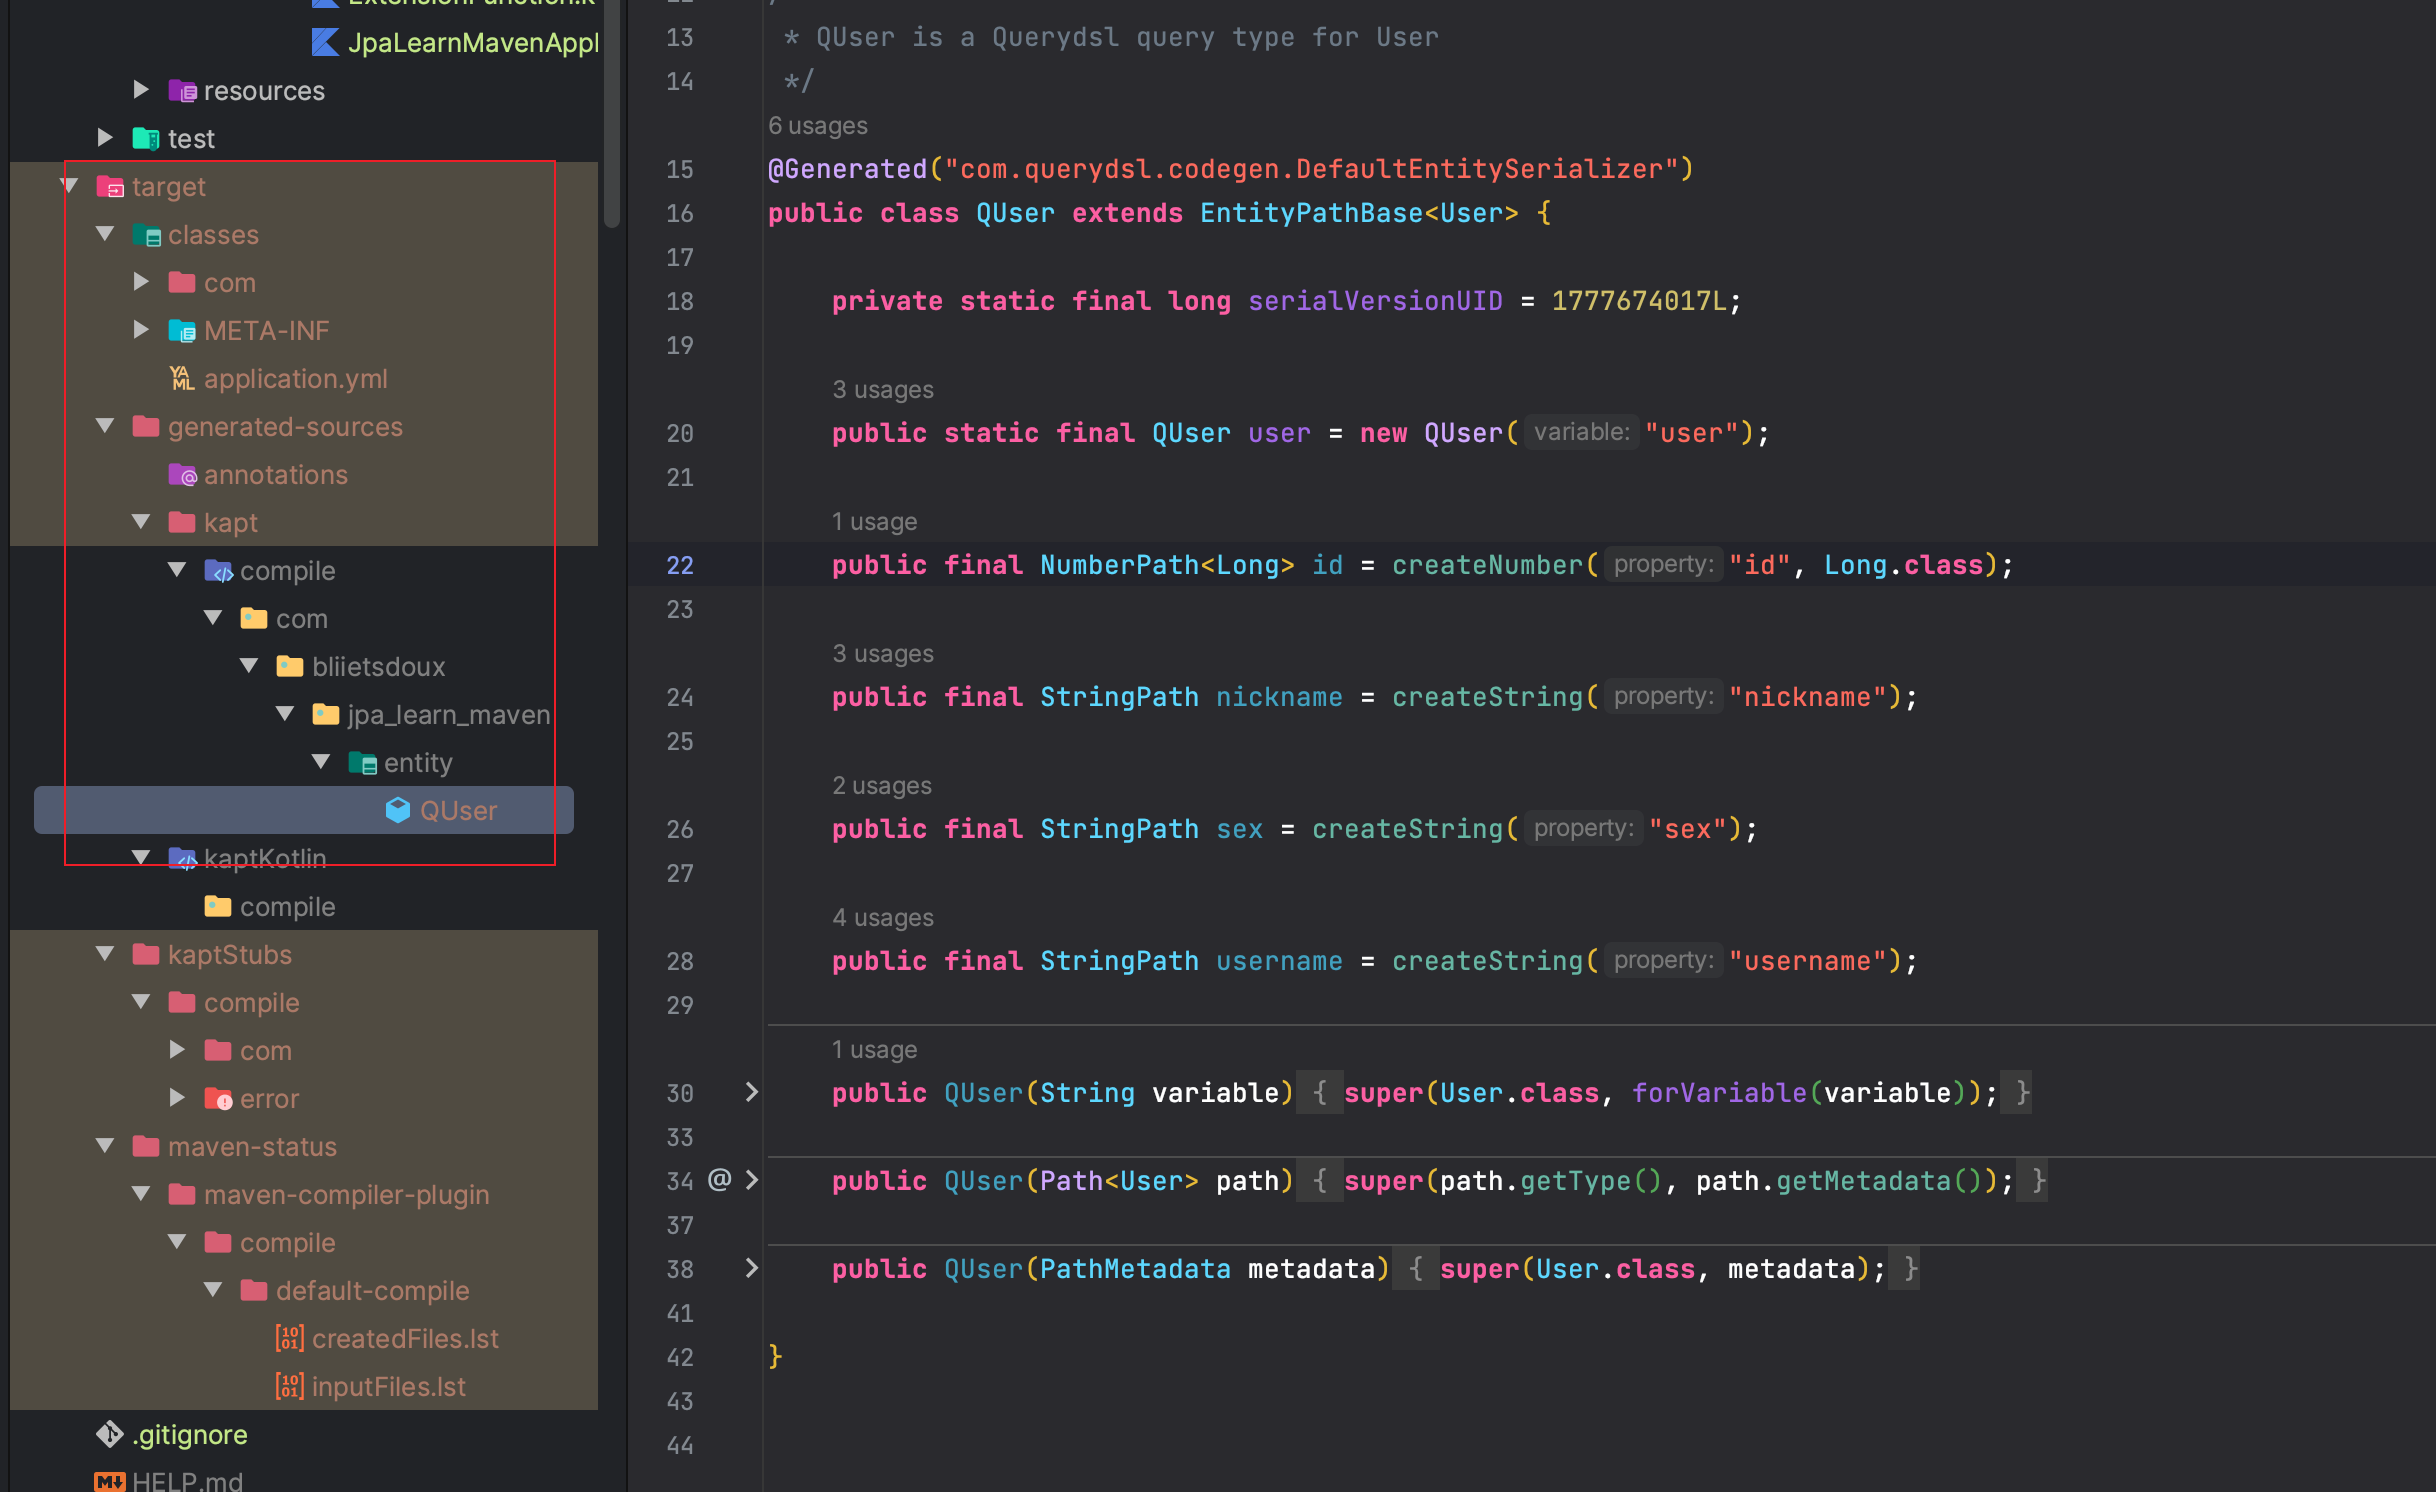 JpaLearnMavenAppl
resources
test
target
classes
com
META-INF
application.yml
generated-sources
annotations
kapt
compile
com
bliietsdoux
jpa_learn_maven
entity
QUser
kaptKotlin
compile
kaptStubs
compile
com
error
maven-status
maven-compiler-plugin
compile
default-compile
createdFiles.lst
inputFiles.lst
.gitignore
HELP.md
13 * QUser is a Querydsl query type for User
14 */
6 usages
15 @Generated("com.querydsl.codegen.DefaultEntitySerializer")
16 public class QUser extends EntityPathBase<User> {
17
18 private static final long serialVersionUID = 1777674017L;
19
3 usages
20 public static final QUser user = new QUser( variable: "user");
21
1 usage
22 public final NumberPath<Long> id = createNumber( property: "id", Long.class);
23
3 usages
24 public final StringPath nickname = createString( property: "nickname");
25
2 usages
26 public final StringPath sex = createString( property: "sex");
27
4 usages
28 public final StringPath username = createString( property: "username");
29
1 usage
30 public QUser(String variable) { super(User.class, forVariable(variable)); }
33
34 @ public QUser(Path<User> path) { super(path.getType(), path.getMetadata()); }
37
38 public QUser(PathMetadata metadata) { super(User.class, metadata); }
41
42 }
43
44